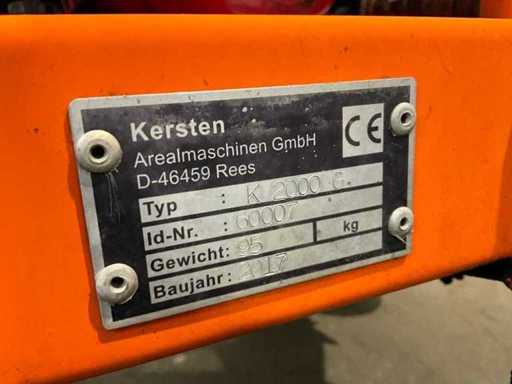 Kersten
Arealmaschinen GmbH
D-46459 Rees
CE
Typ : K 2000 G.
Id-Nr. : 60007
Gewicht: 95 kg
Baujahr: 2017